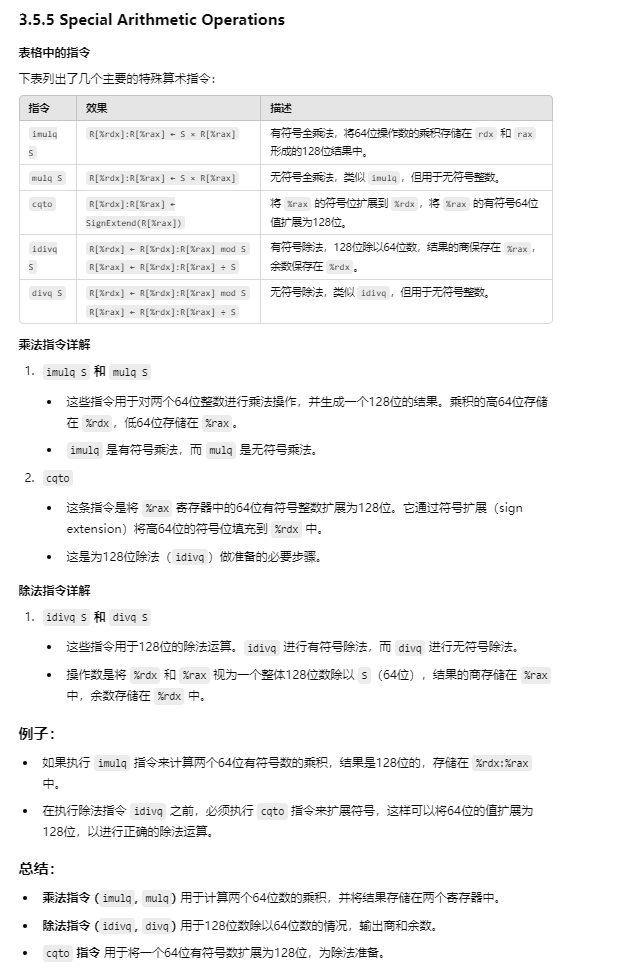 3.5.5 Special Arithmetic Operations
表格中的指令
下表列出了几个主要的特殊算术指令：
指令 效果 描述
imulq S R[%rdx]:R[%rax] ← S × R[%rax] 有符号全乘法，将64位操作数的乘积存储在 rdx 和 rax 形成的128位结果中。
mulq S R[%rdx]:R[%rax] ← S × R[%rax] 无符号全乘法，类似 imulq，但用于无符号整数。
cqto R[%rdx]:R[%rax] ← SignExtend(R[%rax]) 将 %rax 的符号位扩展到 %rdx，将 %rax 的有符号64位值扩展为128位。
idivq S R[%rdx] ← R[%rdx]:R[%rax] mod S R[%rax] ← R[%rdx]:R[%rax] ÷ S 有符号除法，128位除以64位数，结果的商保存在 %rax，余数保存在 %rdx。
divq S R[%rdx] ← R[%rdx]:R[%rax] mod S R[%rax] ← R[%rdx]:R[%rax] ÷ S 无符号除法，类似 idivq，但用于无符号整数。
乘法指令详解
1. imulq S 和 mulq S
• 这些指令用于对两个64位整数进行乘法操作，并生成一个128位的结果。乘积的高64位存储
在 %rdx，低64位存储在 %rax。
• imulq 是有符号乘法，而 mulq 是无符号乘法。
2. cqto
• 这条指令是将 %rax 寄存器中的64位有符号整数扩展为128位。它通过符号扩展（sign
extension）将高64位的符号位填充到 %rdx 中。
• 这是为128位除法（idivq）做准备的必要步骤。
除法指令详解
1. idivq S 和 divq S
• 这些指令用于128位的除法运算。idivq 进行有符号除法，而 divq 进行无符号除法。
• 操作数是将 %rdx 和 %rax 视为一个整体128位数除以 S（64位），结果的商存储在 %rax
中，余数存储在 %rdx 中。
例子：
• 如果执行 imulq 指令来计算两个64位有符号数的乘积，结果是128位的，存储在 %rdx:%rax
中。
• 在执行除法指令 idivq 之前，必须执行 cqto 指令来扩展符号，这样可以将64位的值扩展为
128位，以进行正确的除法运算。
总结：
• 乘法指令（imulq, mulq）用于计算两个64位数的乘积，并将结果存储在两个寄存器中。
• 除法指令（idivq, divq）用于128位数除以64位数的情况，输出商和余数。
• cqto 指令 用于将一个64位有符号数扩展为128位，为除法准备。